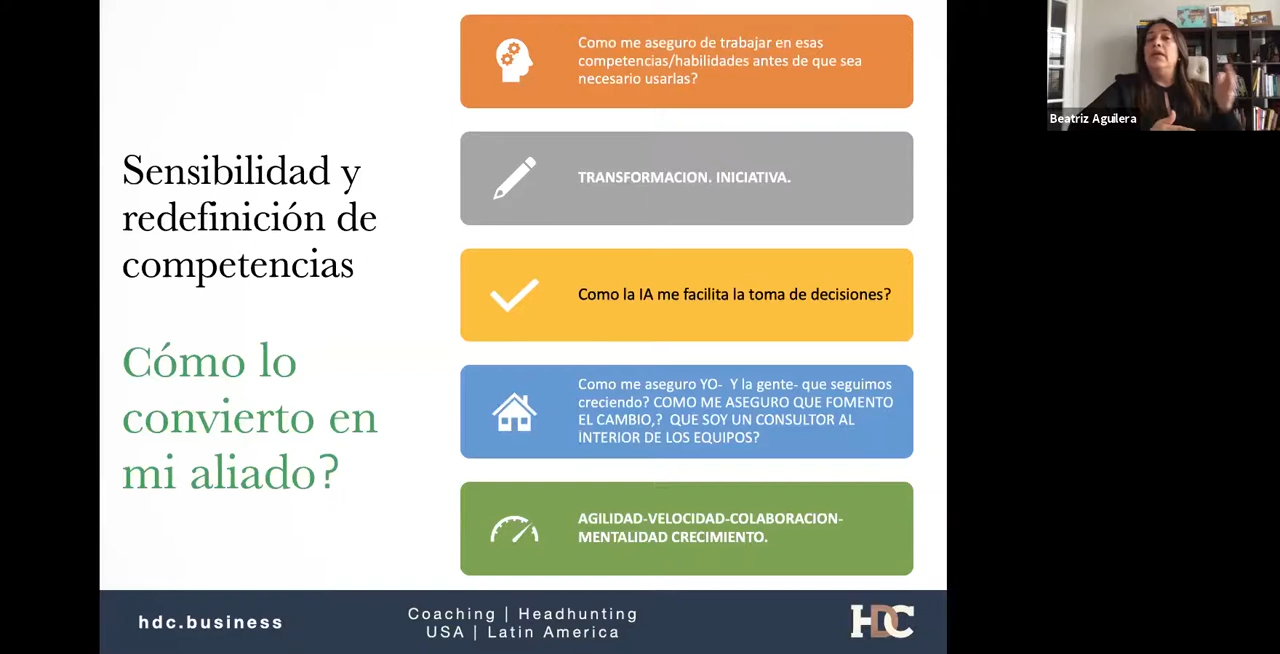 Sensibilidad y
redefinición de
competencias
Cómo lo
convierto en
mi aliado?
Como me aseguro de trabajar en esas
competencias/habilidades antes de que sea
necesario usarlas?
TRANSFORMACION. INICIATIVA.
Como la IA me facilita la toma de decisiones?
Como me aseguro YO- Y la gente- que seguimos
creciendo? COMO ME ASEGURO QUE FOMENTO
EL CAMBIO,? QUE SOY UN CONSULTOR AL
INTERIOR DE LOS EQUIPOS?
AGILIDAD-VELOCIDAD-COLABORACION-
MENTALIDAD CRECIMIENTO.
hdc.business
Coaching | Headhunting
USA | Latin America
HDC
Beatriz Aguilera